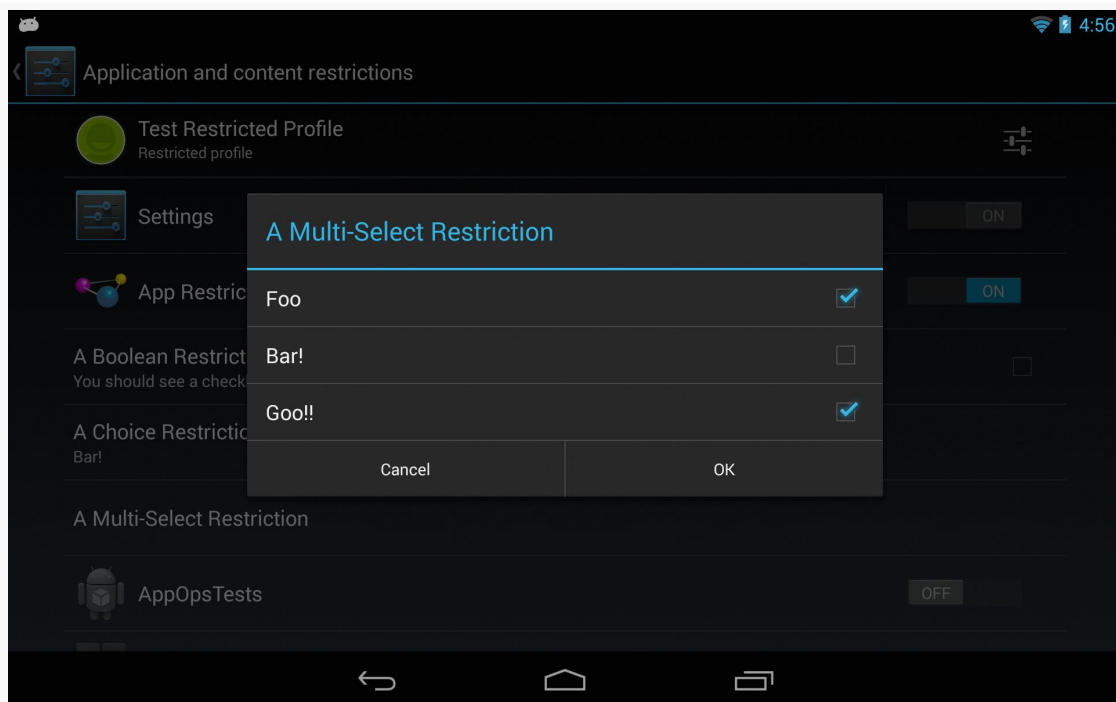 4:56
Application and content restrictions
Test Restricted Profile
Restricted profile
Settings
ON
A Multi-Select Restriction
App Restric
ON
Foo
A Boolean Restrict
You should see a check
Bar!
Goo!!
A Choice Restrictio
Bar!
Cancel
OK
A Multi-Select Restriction
AppOpsTests
OFF